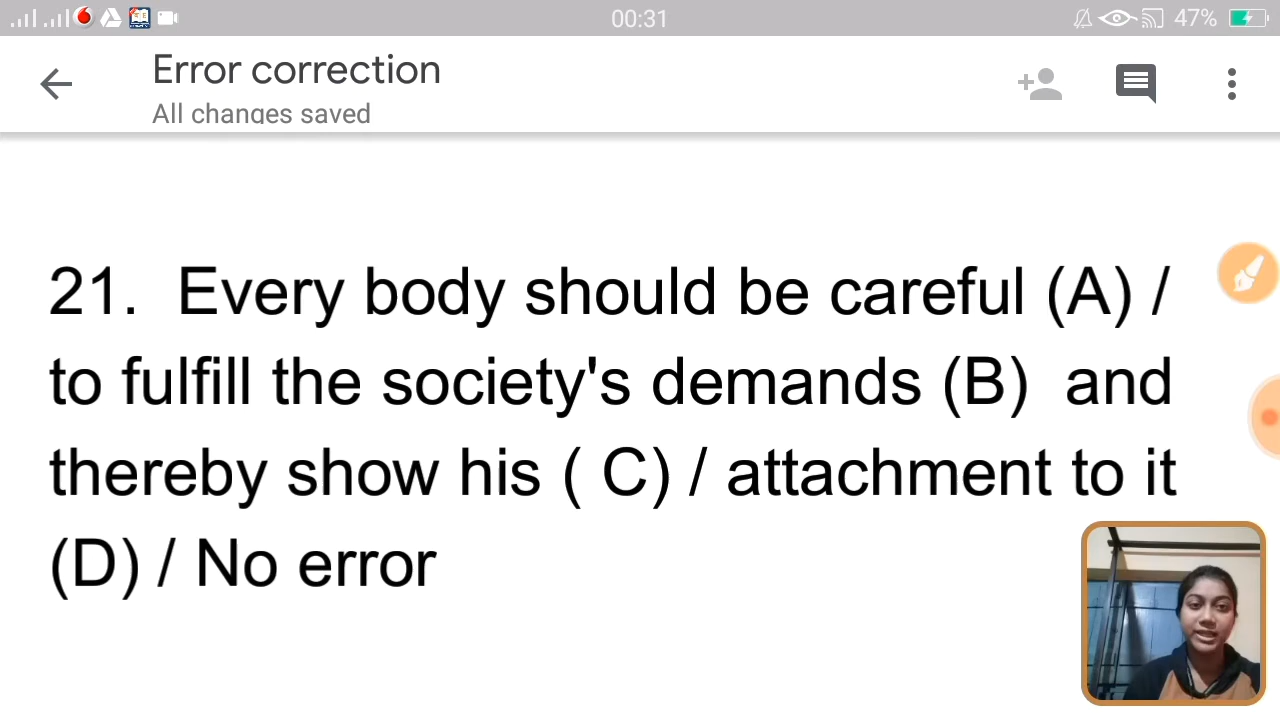 00:31
47%
Error correction
All changes saved
21. Every body should be careful (A) /
to fulfill the society's demands (B) and
thereby show his ( C) / attachment to it
(D) / No error